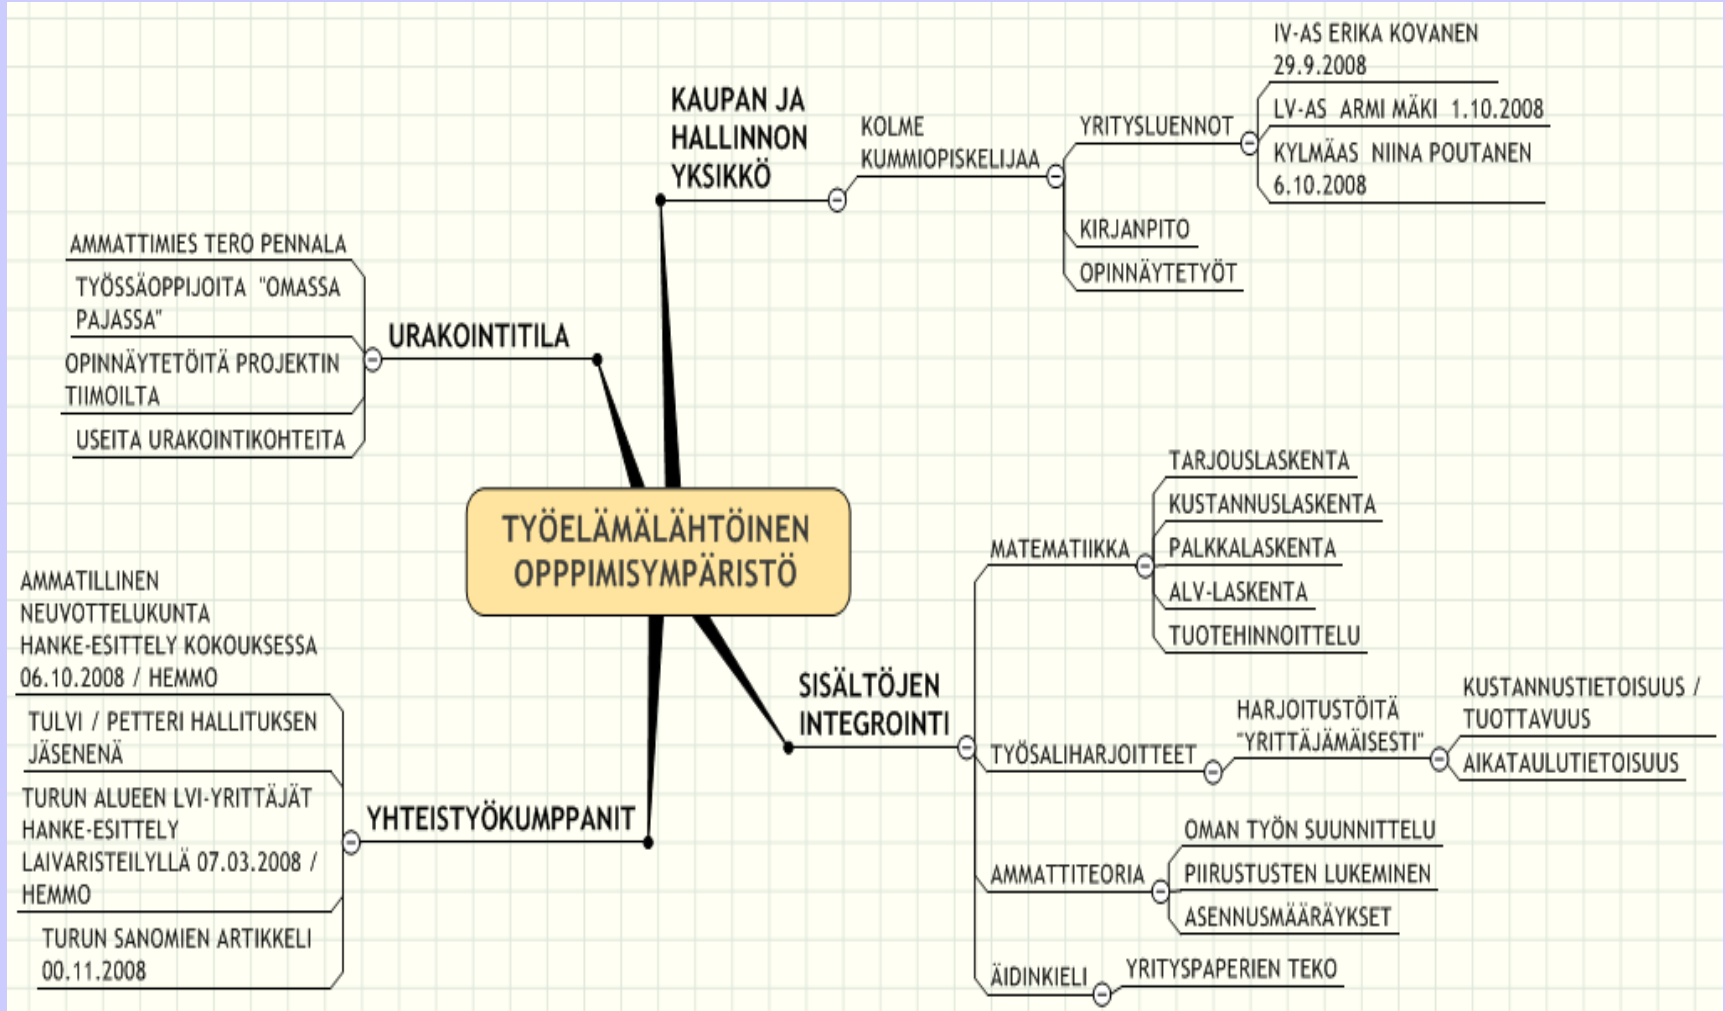 KAUPAN JA
HALLINNON
YKSIKKÖ
KOLME
KUMMIOPISKELIJAA
YRITYSLUENNOT
IV-AS ERIKA KOVANEN
29.9.2008
LV-AS ARMI MÄKI 1.10.2008
KYLMÄAS NIINA POUTANEN
6.10.2008
KIRJANPITO
OPINNÄYTETYÖT
URAKOINTITILA
AMMATTIMIES TERO PENNALA
TYÖSSÄOPPIJOITA "OMASSA
PAJASSA"
OPINNÄYTETÖITÄ PROJEKTIN
TIIMOILTA
USEITA URAKOINTIKOHTEITA
TYÖELÄMÄLÄHTÖINEN
OPPPIMISYMPÄRISTÖ
SISÄLTÖJEN
INTEGROINTI
MATEMATIIKKA
TARJOUSLASKENTA
KUSTANNUSLASKENTA
PALKKALASKENTA
ALV-LASKENTA
TUOTEHINNOITTELU
TYÖSALIHARJOITTEET
HARJOITUSTÖITÄ
"YRITTÄJÄMÄISESTI"
KUSTANNUSTIETOISUUS /
TUOTTAVUUS
AIKATAULUTIETOISUUS
AMMATTITEORIA
OMAN TYÖN SUUNNITTELU
PIIRUSTUSTEN LUKEMINEN
ASENNUSMÄÄRÄYKSET
ÄIDINKIELI
YRITYSPAPERIEN TEKO
YHTEISTYÖKUMPPANIT
AMMATILLINEN
NEUVOTTELUKUNTA
HANKE-ESITTELY KOKOUKSESSA
06.10.2008 / HEMMO
TULVI / PETTERI HALLITUKSEN
JÄSENENÄ
TURUN ALUEEN LVI-YRITTÄJÄT
HANKE-ESITTELY
LAIVARISTEILYLLÄ 07.03.2008 /
HEMMO
TURUN SANOMIEN ARTIKKELI
00.11.2008